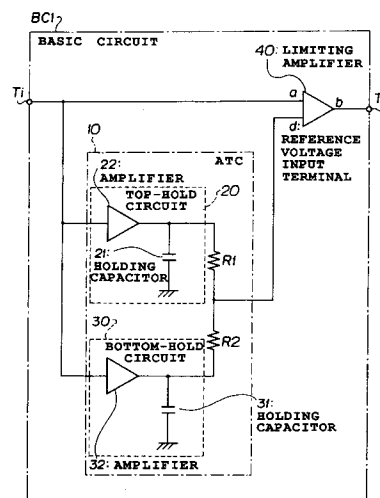 BC1
BASIC CIRCUIT
40: LIMITING
AMPLIFIER
Ti
a
b
T
d:
REFERENCE
VOLTAGE
INPUT
TERMINAL
10
ATC
22:
AMPLIFIER
TOP-HOLD
CIRCUIT
20
21:
HOLDING
CAPACITOR
R1
30
BOTTOM-HOLD
CIRCUIT
R2
31:
HOLDING
CAPACITOR
32: AMPLIFIER